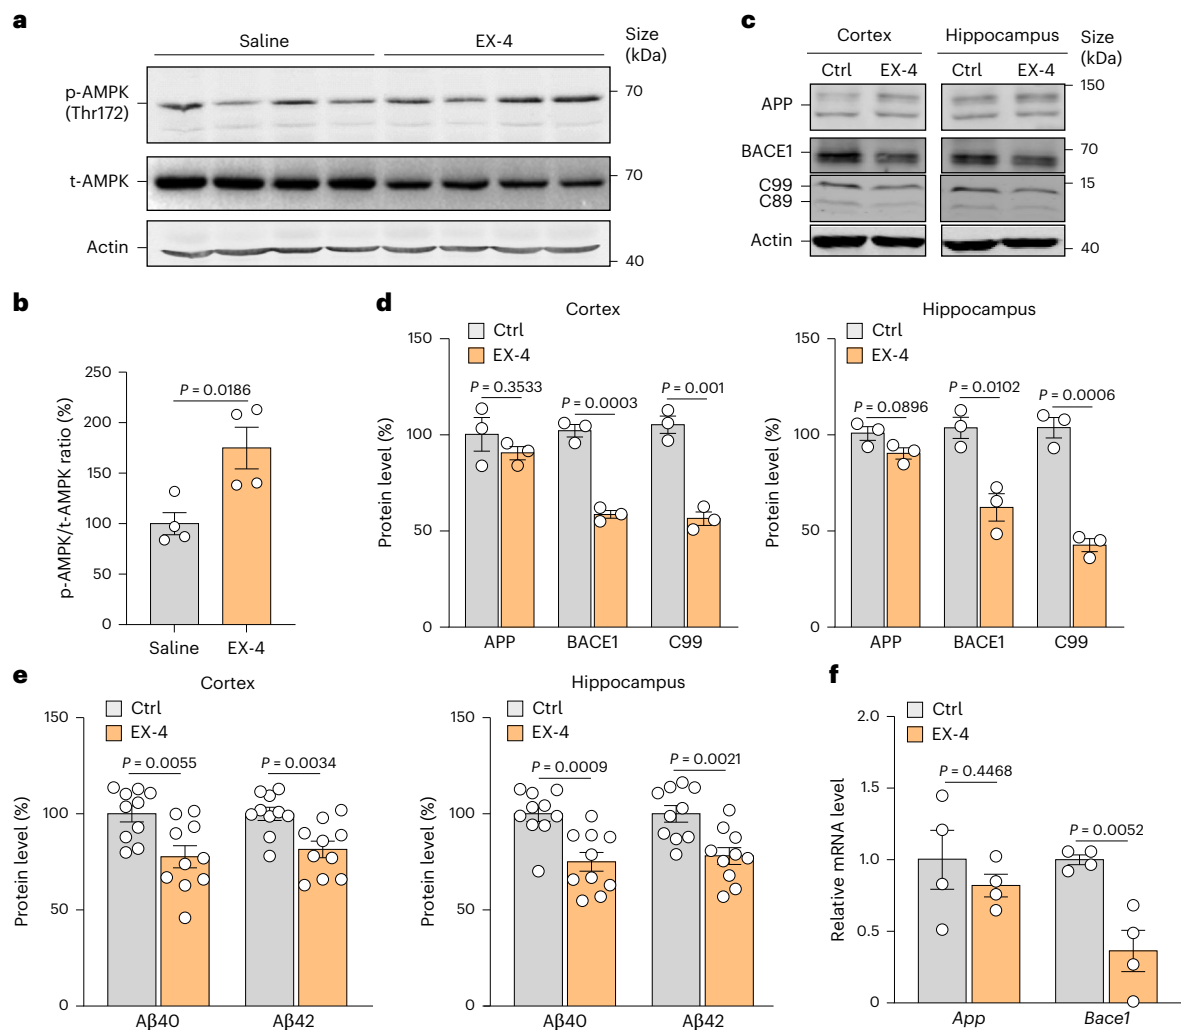 a
Saline
EX-4
Size
(kDa)
p-AMPK
(Thr172)
70
t-AMPK
70
Actin
40
c
Cortex
Hippocampus
Size
(kDa)
Ctrl
EX-4
Ctrl
EX-4
150
APP
BACE1
70
15
C99
C89
Actin
40
b
250
200
150
100
50
0
p-AMPK/t-AMPK ratio (%)
P = 0.0186
Saline
EX-4
d
Cortex
Ctrl
EX-4
150
100
50
0
Protein level (%)
P = 0.3533
P = 0.0003
P = 0.001
APP
BACE1
C99
Hippocampus
Ctrl
EX-4
150
100
50
0
Protein level (%)
P = 0.0896
P = 0.0102
P = 0.0006
APP
BACE1
C99
e
Cortex
Ctrl
EX-4
150
100
50
0
Protein level (%)
P = 0.0055
P = 0.0034
Aβ40
Aβ42
Hippocampus
Ctrl
EX-4
150
100
50
0
Protein level (%)
P = 0.0009
P = 0.0021
Aβ40
Aβ42
f
Ctrl
EX-4
2.0
1.5
1.0
0.5
0
Relative mRNA level
P = 0.4468
P = 0.0052
App
Bace1